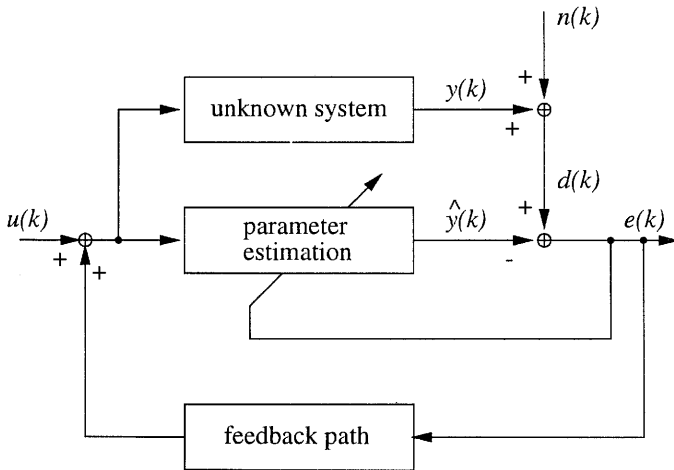 n(k)
+
unknown system
y(k)
+
d(k)
u(k)
parameter
estimation
ŷ(k)
+
e(k)
+
+
-
feedback path